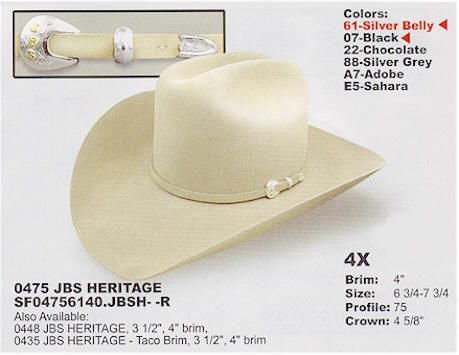 Colors:
61-Silver Belly
07-Black
22-Chocolate
88-Silver Grey
A7-Adobe
E5-Sahara
0475 JBS HERITAGE
SF04756140.JBSH- -R
Also Available:
0448 JBS HERITAGE, 3 1/2", 4" brim,
0435 JBS HERITAGE - Taco Brim, 3 1/2", 4" brim
4X
Brim: 4"
Size: 6 3/4-7 3/4
Profile: 75
Crown: 4 5/8"